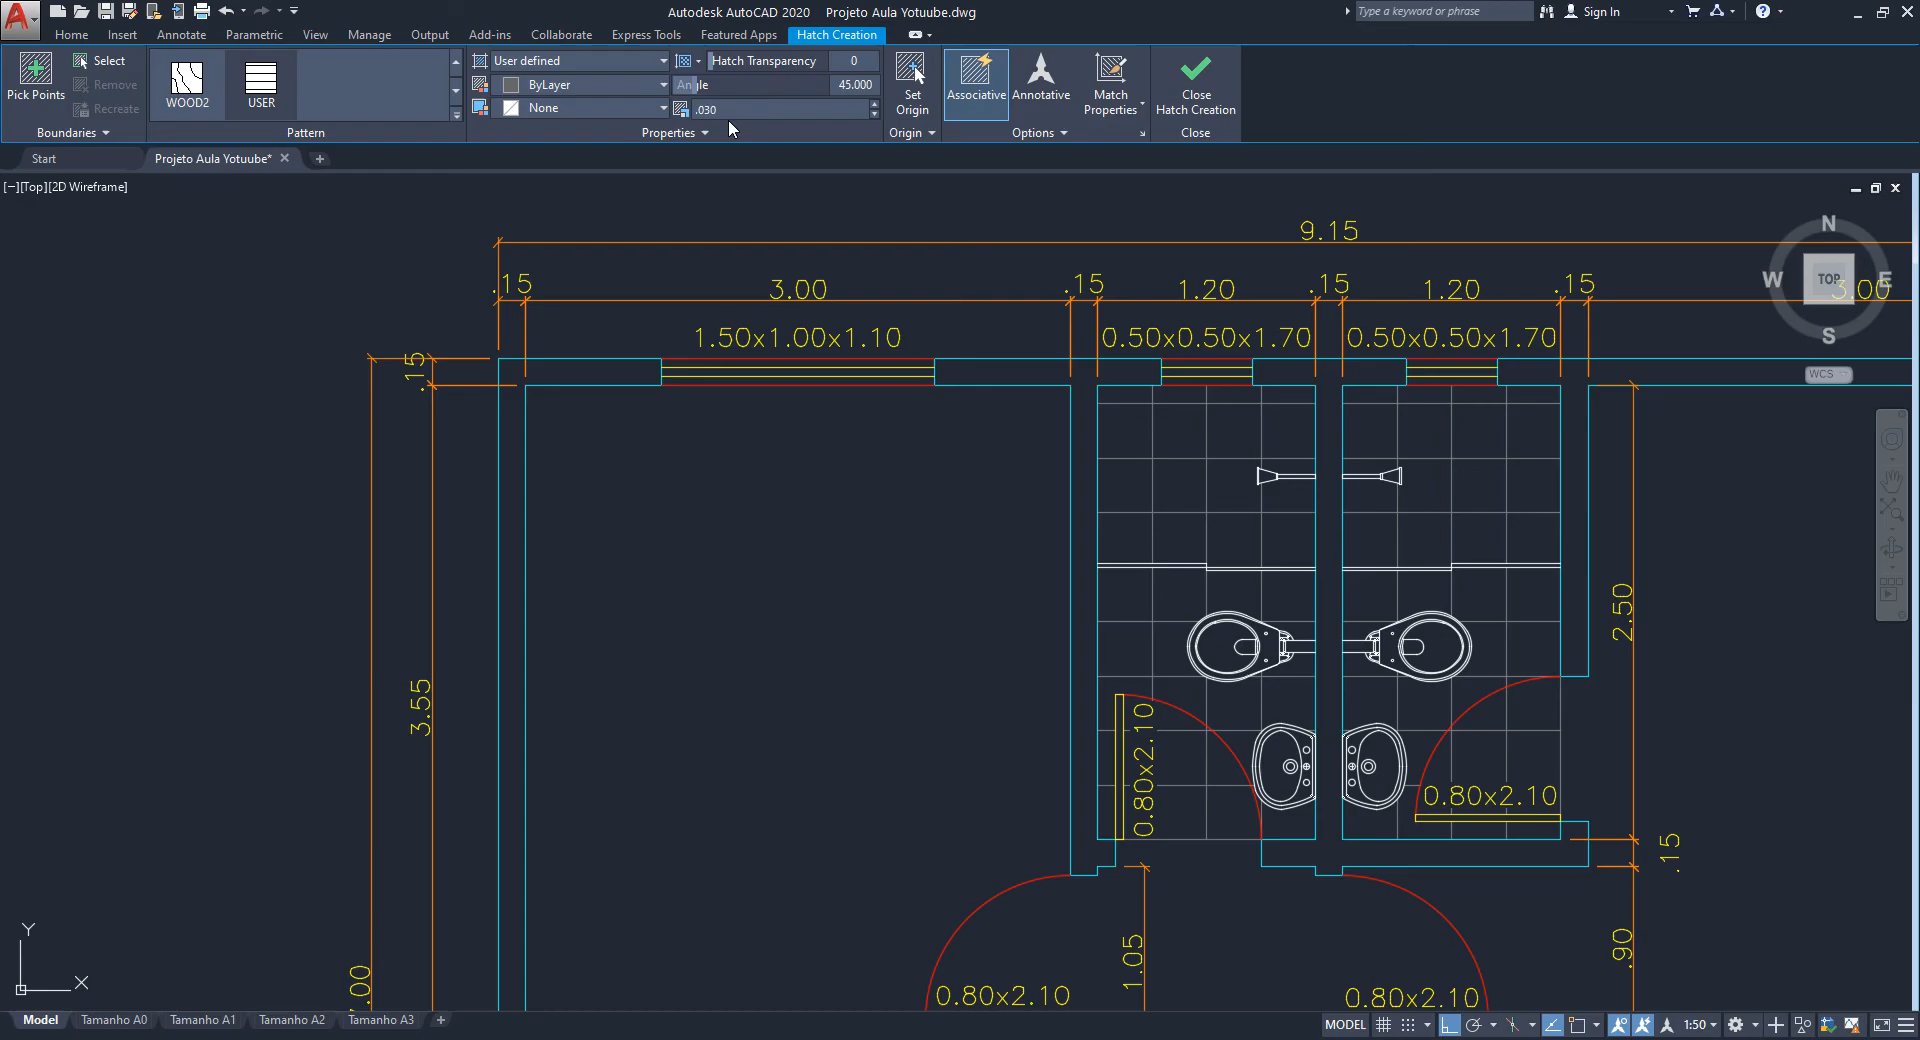 Autodesk AutoCAD 2020 Projeto Aula Yotuube.dwg
Type a keyword or phrase
Sign In
Home Insert Annotate Parametric View Manage Output Add-ins Collaborate Express Tools Featured Apps Hatch Creation
Pick Points
Select
Remove
Recreate
Boundaries
WOOD2
USER
Pattern
User defined
ByLayer
None
Hatch Transparency 0
Angle 45.000
.030
Properties
Set Origin
Origin
Associative
Annotative
Match Properties
Options
Close Hatch Creation
Close
Start
Projeto Aula Yotuube*
[−][Top][2D Wireframe]
9.15
.15 3.00 .15 1.20 .15 1.20 .15 3.00
1.50x1.00x1.10 0.50x0.50x1.70 0.50x0.50x1.70
N
W TOP E
S
WCS
.15
3.55
2.50
0.80x2.10
0.80x2.10
.15
1.05
.90
.00
0.80x2.10
0.80x2.10
Y
X
Model Tamanho A0 Tamanho A1 Tamanho A2 Tamanho A3
MODEL
1:50